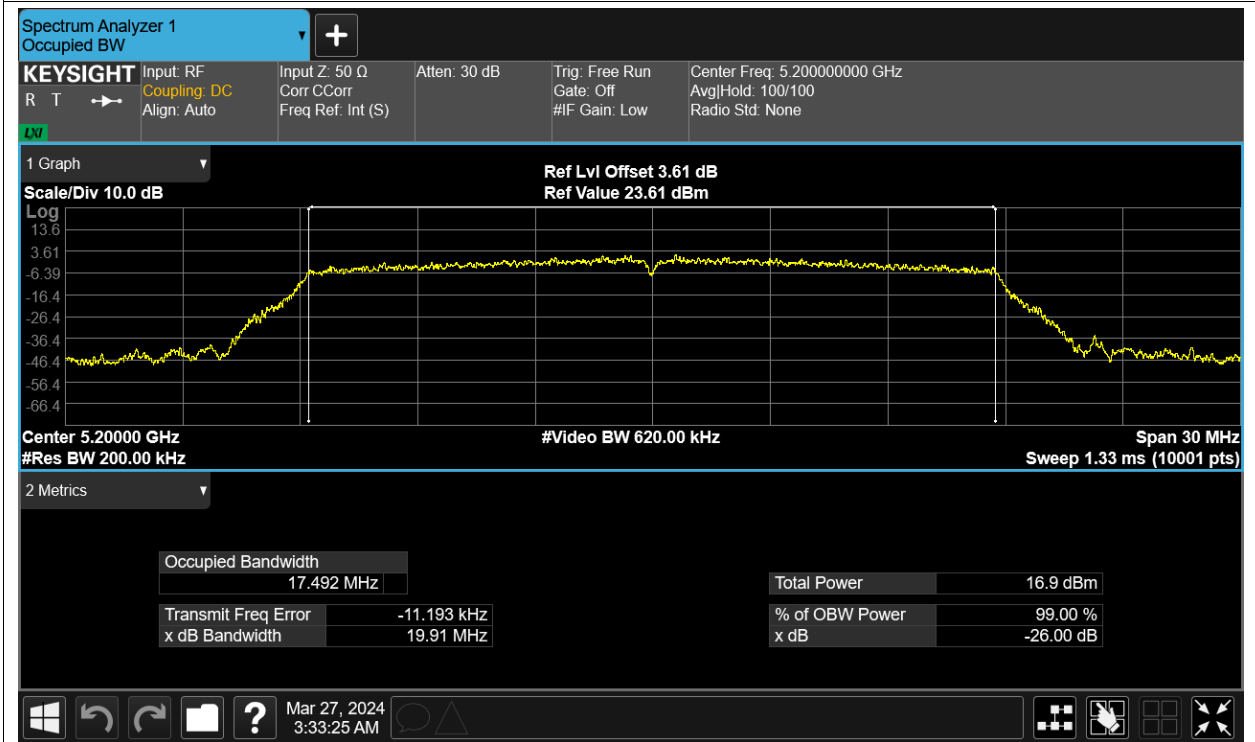 Spectrum Analyzer 1
Occupied BW
+
KEYSIGHT
R T
LXI
Input: RF
Coupling: DC
Align: Auto
Input Z: 50 Ω
Corr CCorr
Freq Ref: Int (S)
Atten: 30 dB
Trig: Free Run
Gate: Off
#IF Gain: Low
Center Freq: 5.200000000 GHz
Avg|Hold: 100/100
Radio Std: None
1 Graph
Scale/Div 10.0 dB
Ref Lvl Offset 3.61 dB
Ref Value 23.61 dBm
Log
13.6
3.61
-6.39
-16.4
-26.4
-36.4
-46.4
-56.4
-66.4
Center 5.20000 GHz
#Res BW 200.00 kHz
#Video BW 620.00 kHz
Span 30 MHz
Sweep 1.33 ms (10001 pts)
2 Metrics
Occupied Bandwidth
17.492 MHz
Transmit Freq Error -11.193 kHz
x dB Bandwidth 19.91 MHz
Total Power 16.9 dBm
% of OBW Power 99.00 %
x dB -26.00 dB
?
Mar 27, 2024
3:33:25 AM